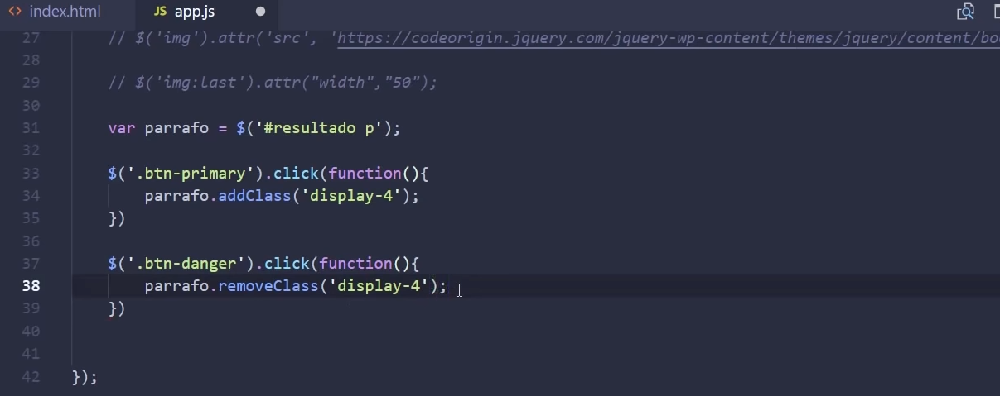 <> index.html JS app.js
27 // $('img').attr('src', 'https://codeorigin.jquery.com/jquery-wp-content/themes/jquery/content/bo
28
29 // $('img:last').attr("width","50");
30
31 var parrafo = $('#resultado p');
32
33 $('.btn-primary').click(function(){
34 parrafo.addClass('display-4');
35 })
36
37 $('.btn-danger').click(function(){
38 parrafo.removeClass('display-4');
39 })
40
41
42 });